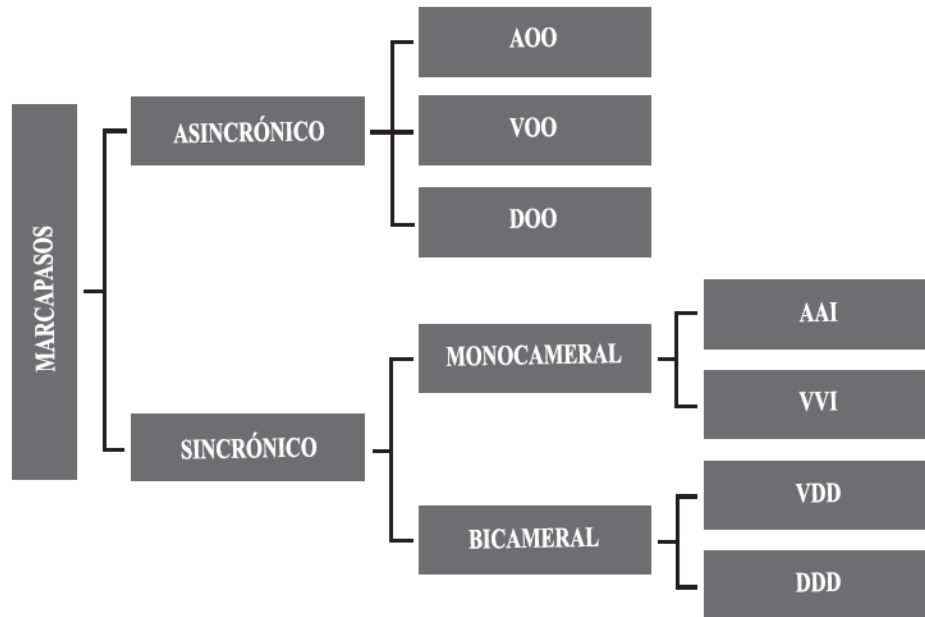 MARCAPASOS
ASINCRÓNICO
AOO
VOO
DOO
SINCRÓNICO
MONOCAMERAL
AAI
VVI
BICAMERAL
VDD
DDD